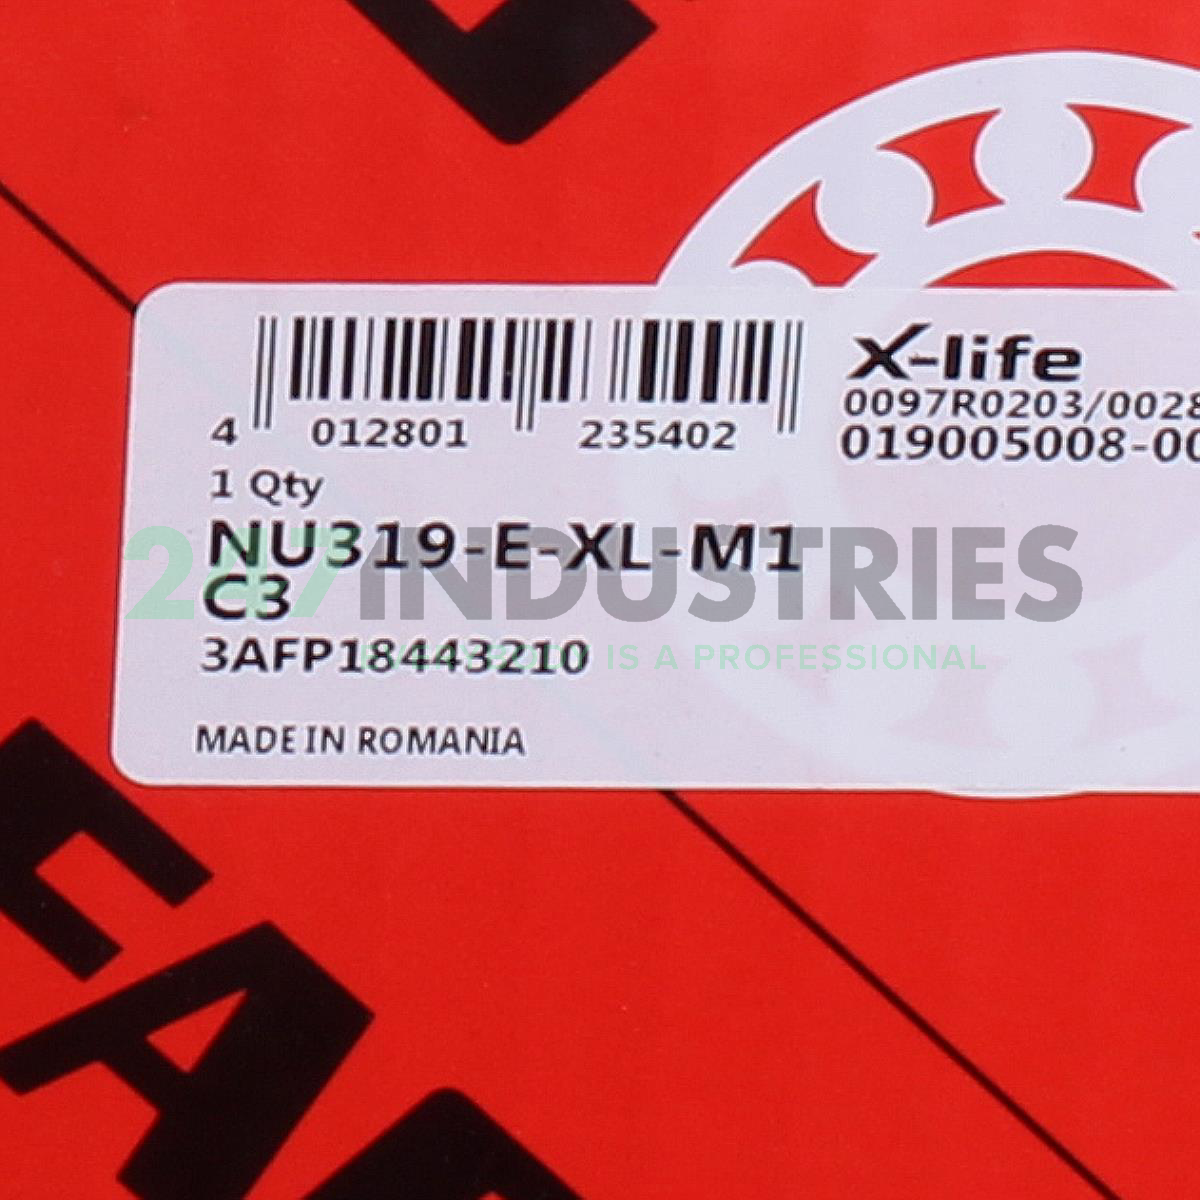 X-life
0097R0203/0028
019005008-00
4 012801 235402
1 Qty
NU319-E-XL-M1
C3
3AFP18443210
MADE IN ROMANIA
247INDUSTRIES
IS A PROFESSIONAL
FAG